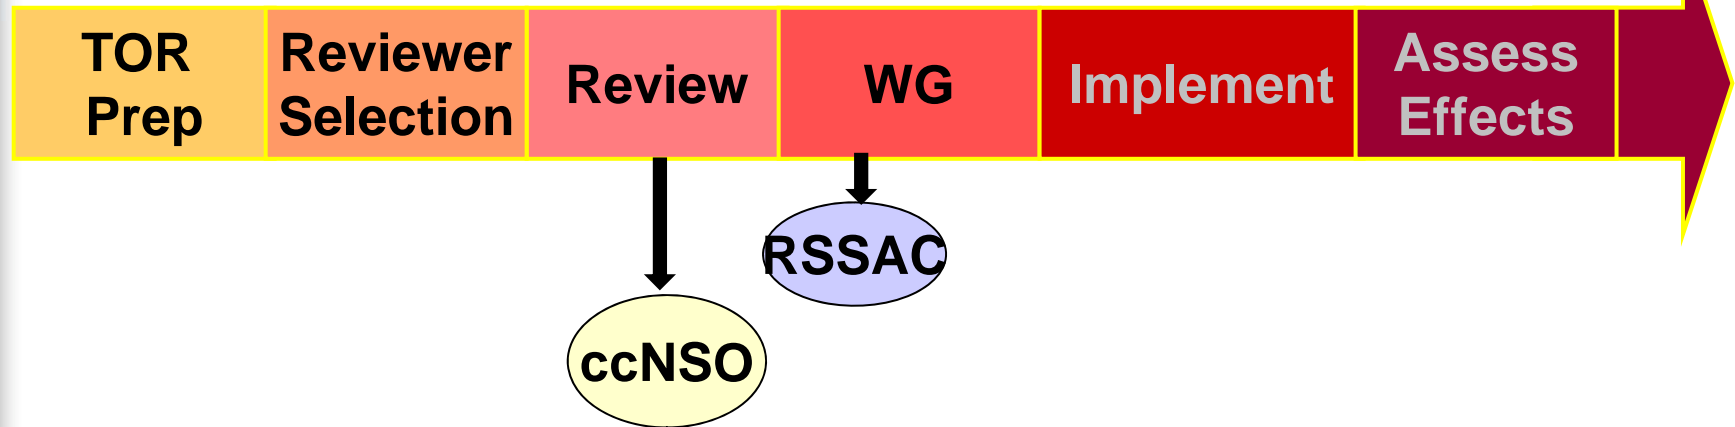 TOR
Prep
Reviewer
Selection
Review
WG
Implement
Assess
Effects
RSSAC
ccNSO